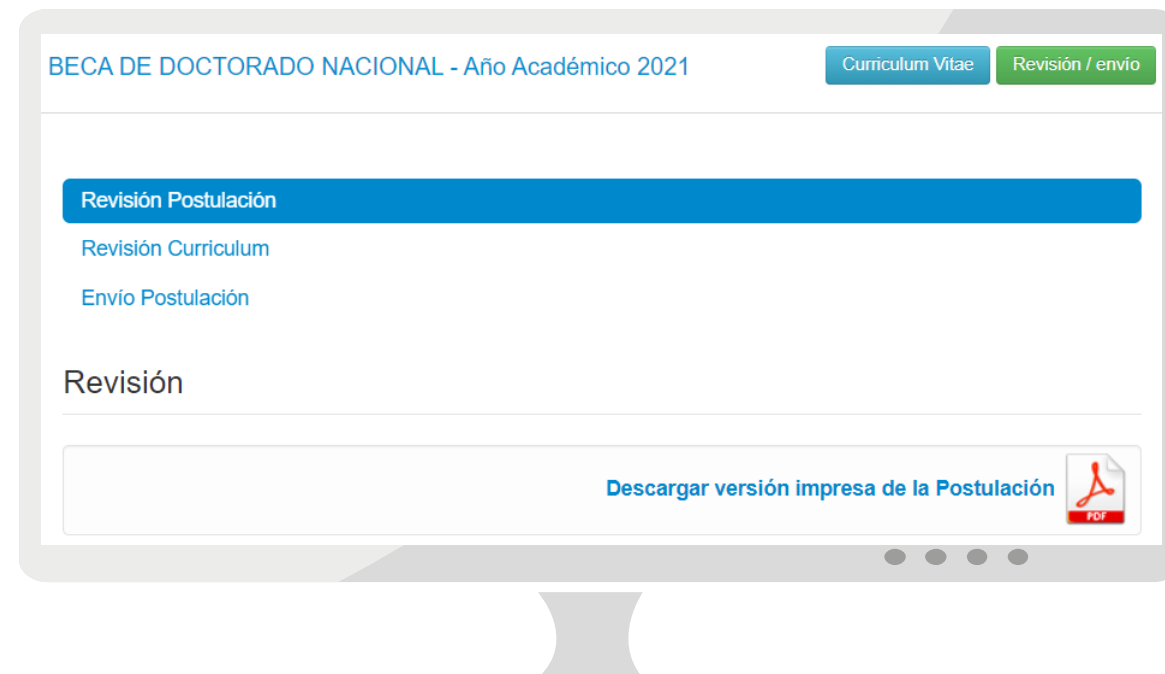 BECA DE DOCTORADO NACIONAL - Año Académico 2021
Curriculum Vitae
Revisión / envío
Revisión Postulación
Revisión Curriculum
Envío Postulación
Revisión
Descargar versión impresa de la Postulación
PDF